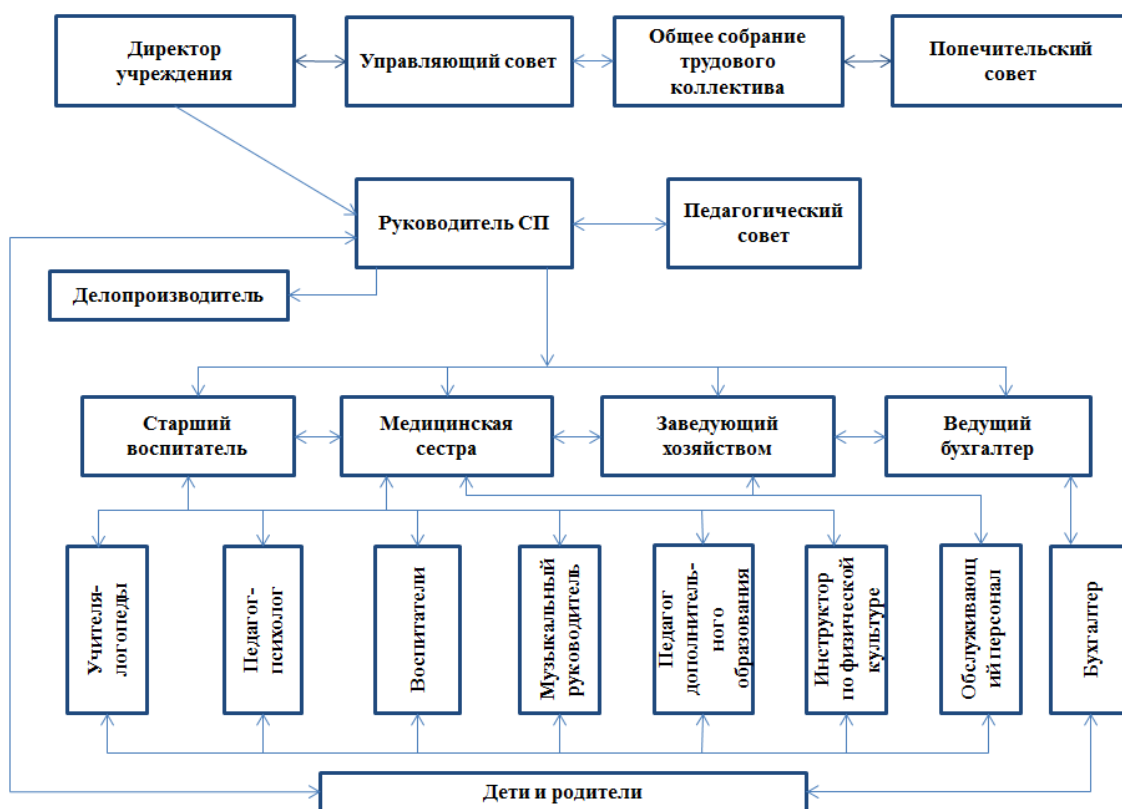 Директор
учреждения
Управляющий совет
Общее собрание
трудового
коллектива
Попечительский
совет
Руководитель СП
Педагогический
совет
Делопроизводитель
Старший
воспитатель
Медицинская
сестра
Заведующий
хозяйством
Ведущий
бухгалтер
Учителя-
логопеды
Педагог-
психолог
Воспитатели
Музыкальный
руководитель
Педагог
дополнитель-
ного
образования
Инструктор
по физической
культуре
Обслуживающ
ий персонал
Бухгалтер
Дети и родители